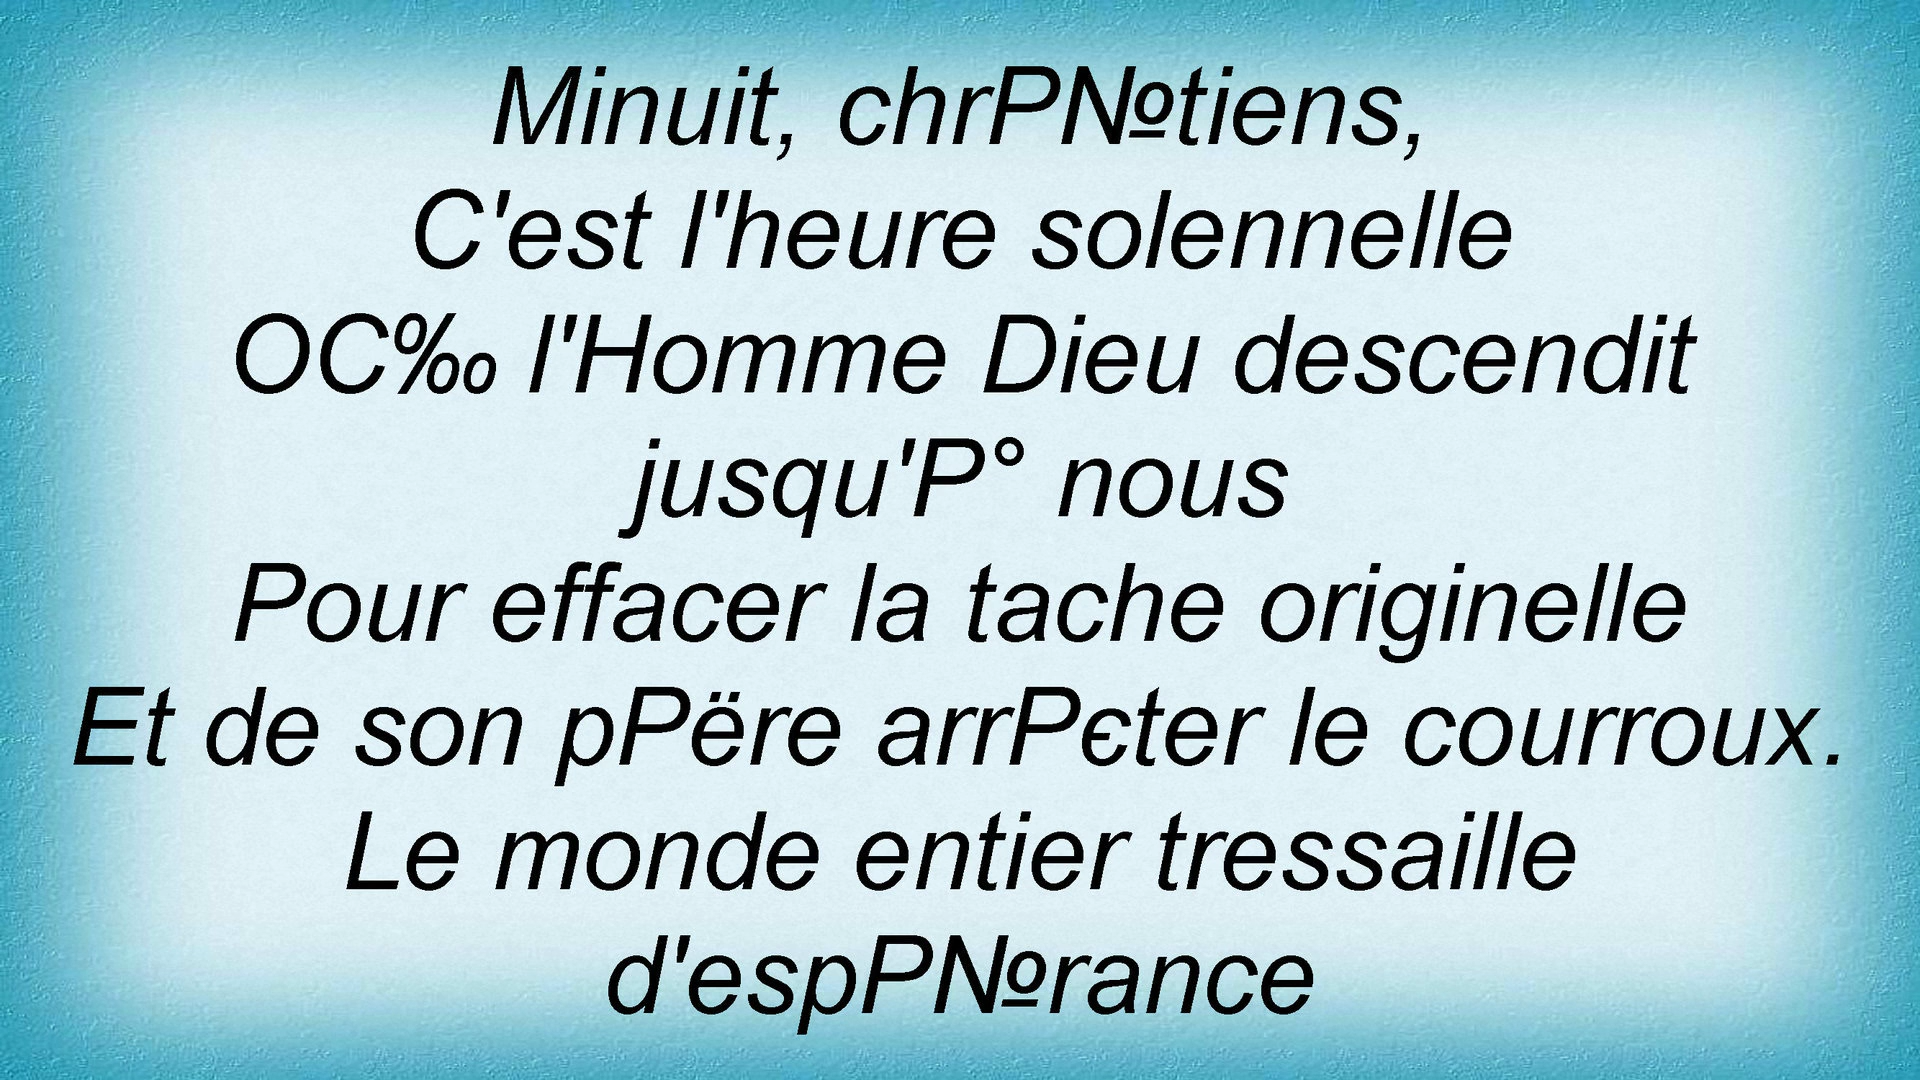 Minuit, chrP№tiens,
C'est l'heure solennelle
OC‰ l'Homme Dieu descendit
jusqu'P° nous
Pour effacer la tache originelle
Et de son pPёre arrPєter le courroux.
Le monde entier tressaille
d'espP№rance